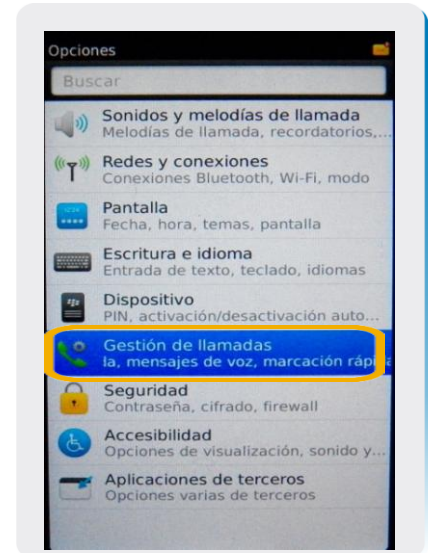 Opciones
Buscar
Sonidos y melodías de llamada
Melodías de llamada, recordatorios,...
Redes y conexiones
Conexiones Bluetooth, Wi-Fi, modo
Pantalla
Fecha, hora, temas, pantalla
Escritura e idioma
Entrada de texto, teclado, idiomas
Dispositivo
PIN, activación/desactivación auto...
Gestión de llamadas
la, mensajes de voz, marcación rápida
Seguridad
Contraseña, cifrado, firewall
Accesibilidad
Opciones de visualización, sonido y...
Aplicaciones de terceros
Opciones varias de terceros